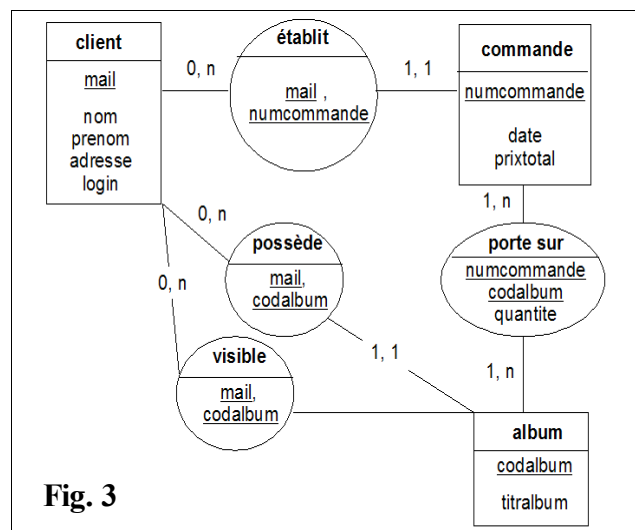 client
mail
nom
prenom
adresse
login
0, n
établit
mail ,
numcommande
1, 1
commande
numcommande
date
prixtotal
0, n
possède
mail,
codalbum
1, 1
0, n
visible
mail,
codalbum
1, n
porte sur
numcommande
codalbum
quantite
1, n
album
codalbum
titralbum
Fig. 3